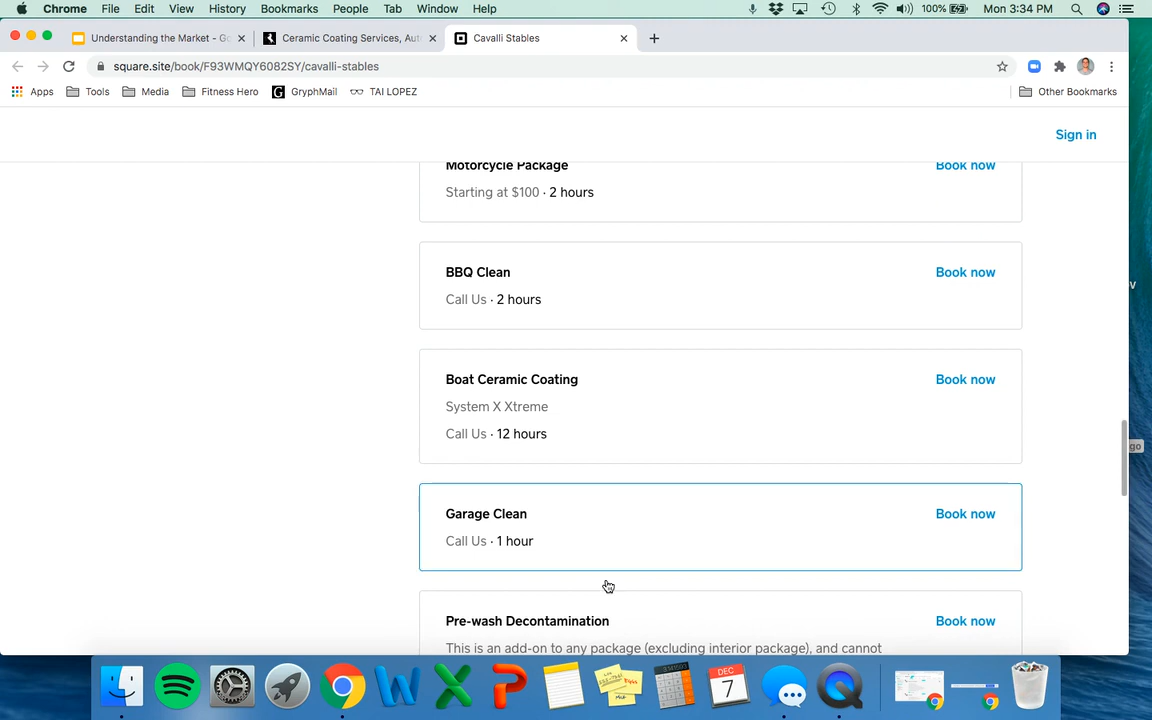 Chrome File Edit View History Bookmarks People Tab Window Help 100% Mon 3:34 PM
Understanding the Market - Go Ceramic Coating Services, Aut Cavalli Stables
square.site/book/F93WMQY6082SY/cavalli-stables
Apps Tools Media Fitness Hero G GryphMail TAI LOPEZ Other Bookmarks
Sign in
Motorcycle Package Book now
Starting at $100 · 2 hours
BBQ Clean Book now
Call Us · 2 hours
Boat Ceramic Coating Book now
System X Xtreme
Call Us · 12 hours
Garage Clean Book now
Call Us · 1 hour
Pre-wash Decontamination Book now
This is an add-on to any package (excluding interior package), and cannot
V
go
DEC
7